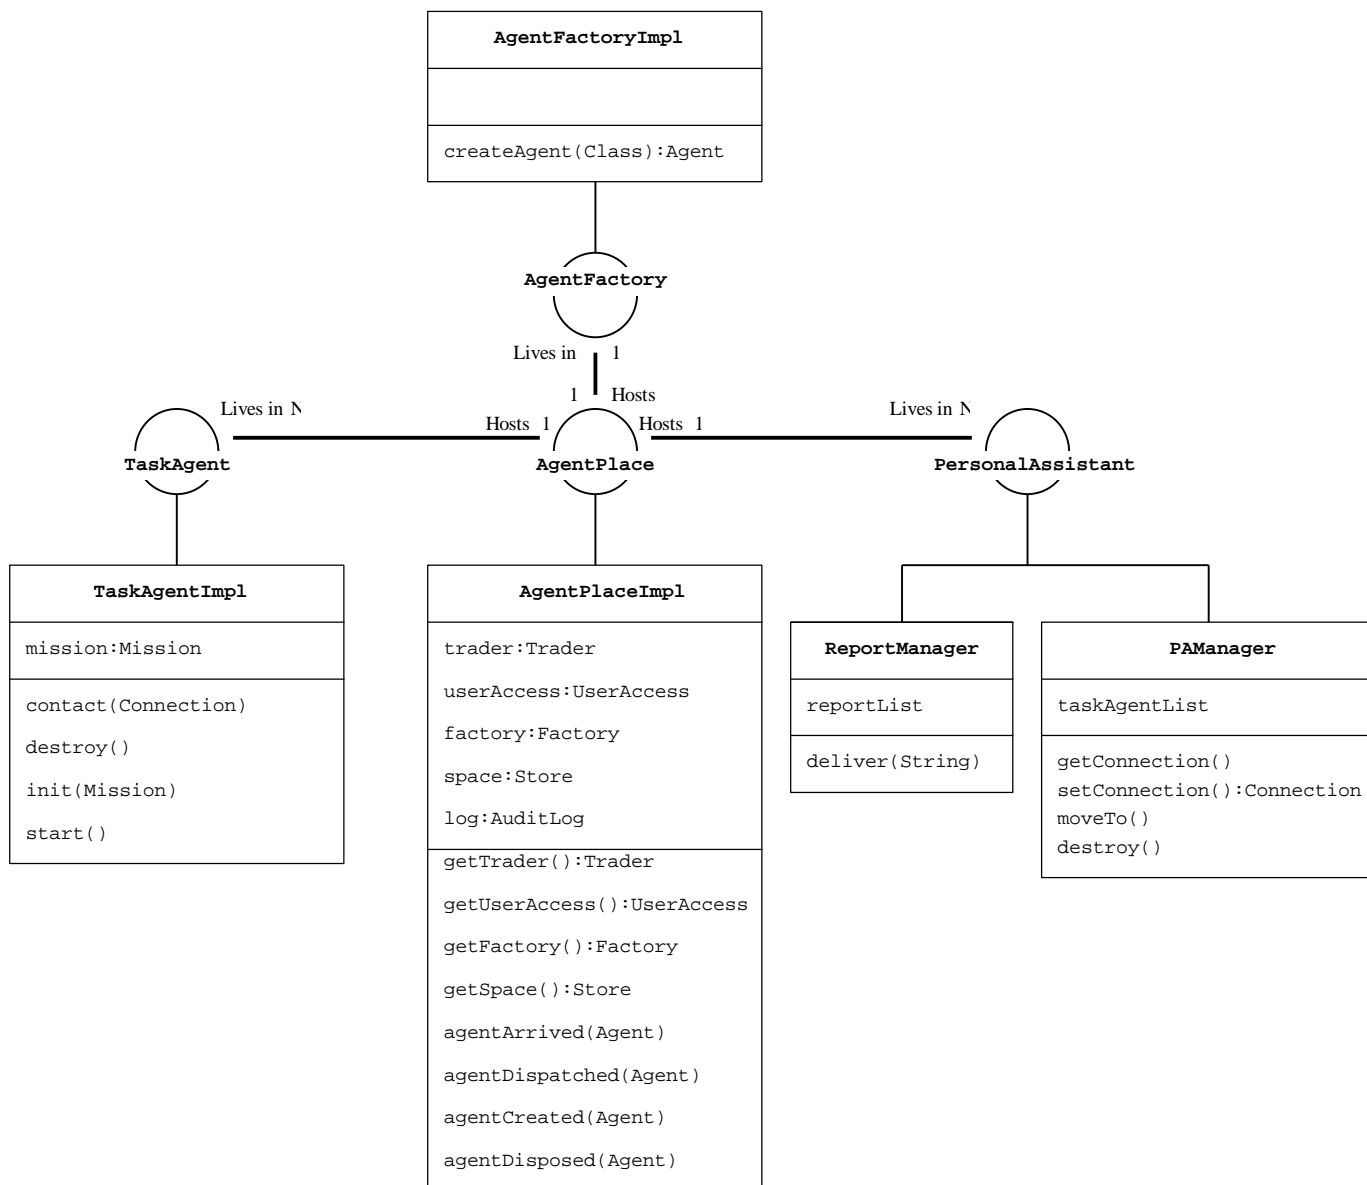 AgentFactoryImpl
createAgent(Class):Agent
AgentFactory
Lives in 1
1 Hosts
Lives in N
Hosts 1
Hosts 1
Lives in N
TaskAgent
AgentPlace
PersonalAssistant
TaskAgentImpl
mission:Mission
contact(Connection)
destroy()
init(Mission)
start()
AgentPlaceImpl
trader:Trader
userAccess:UserAccess
factory:Factory
space:Store
log:AuditLog
getTrader():Trader
getUserAccess():UserAccess
getFactory():Factory
getSpace():Store
agentArrived(Agent)
agentDispatched(Agent)
agentCreated(Agent)
agentDisposed(Agent)
ReportManager
reportList
deliver(String)
PAManager
taskAgentList
getConnection()
setConnection():Connection
moveTo()
destroy()